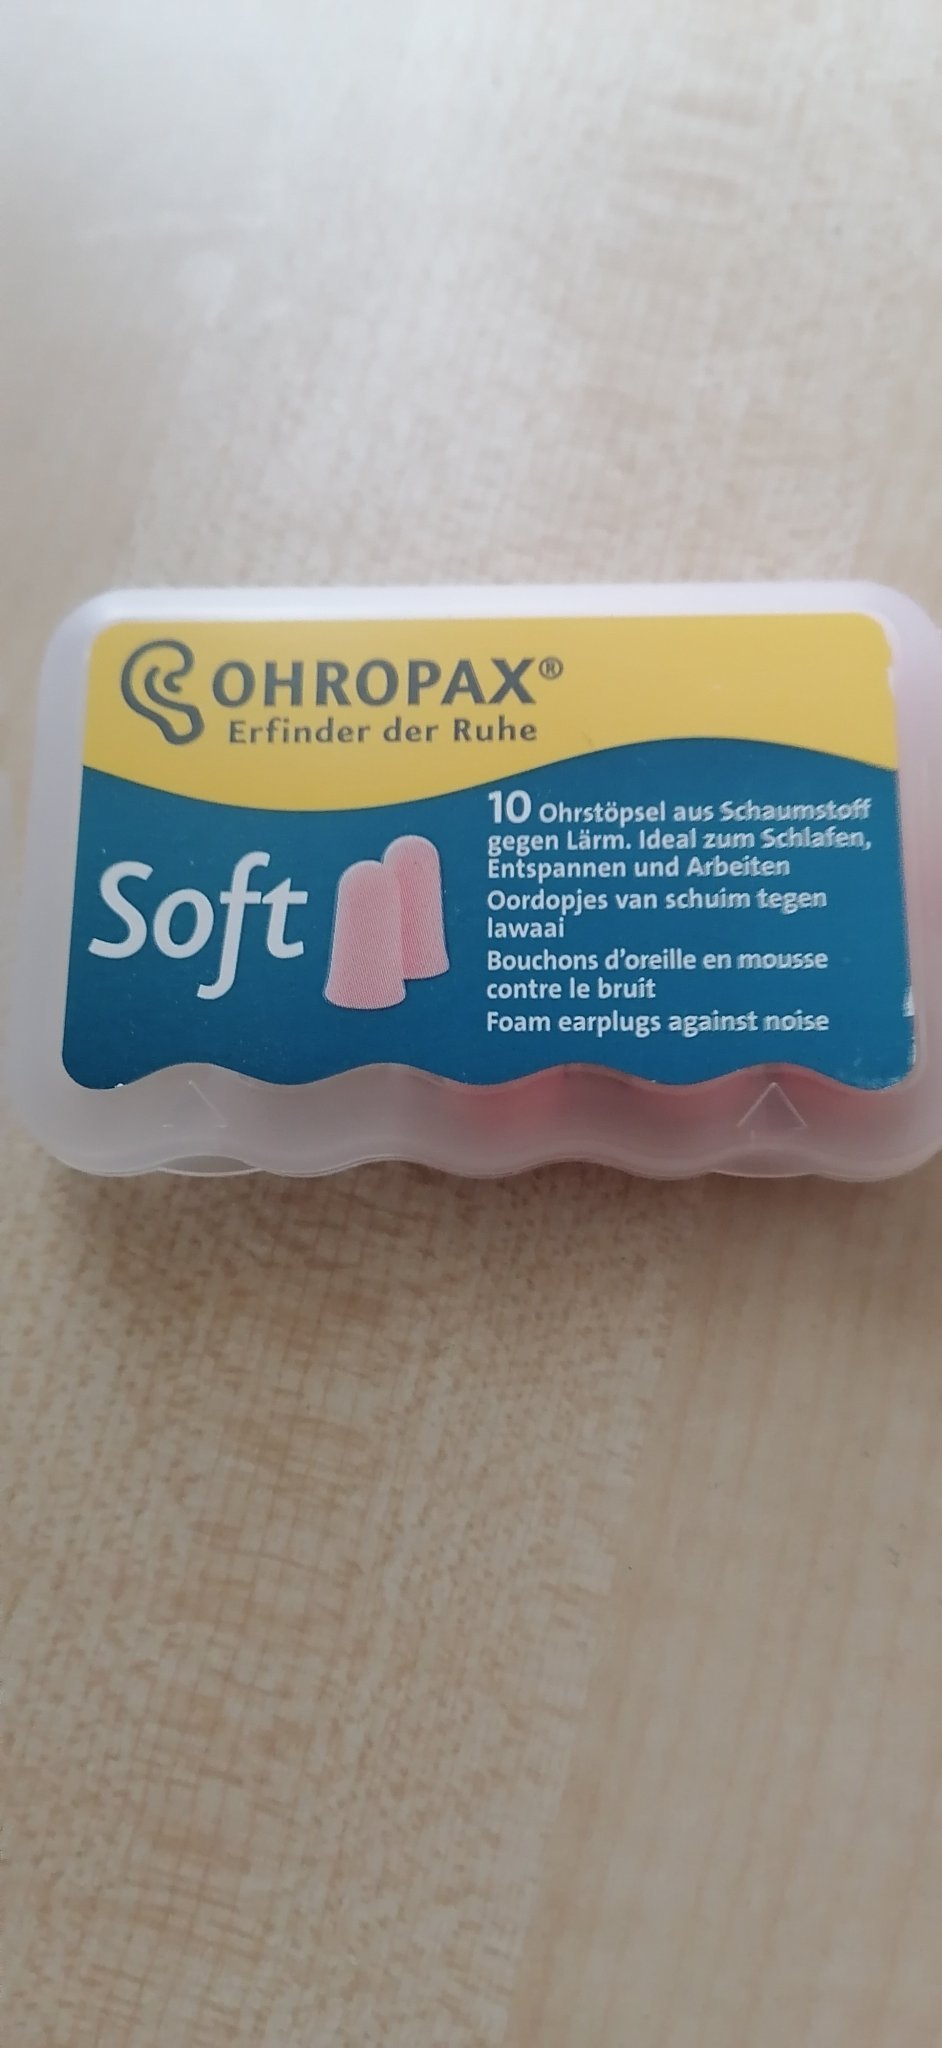 OHROPAX®
Erfinder der Ruhe
Soft
10 Ohrstöpsel aus Schaumstoff
gegen Lärm. Ideal zum Schlafen,
Entspannen und Arbeiten
Oordopjes van schuim tegen
lawaai
Bouchons d'oreille en mousse
contre le bruit
Foam earplugs against noise